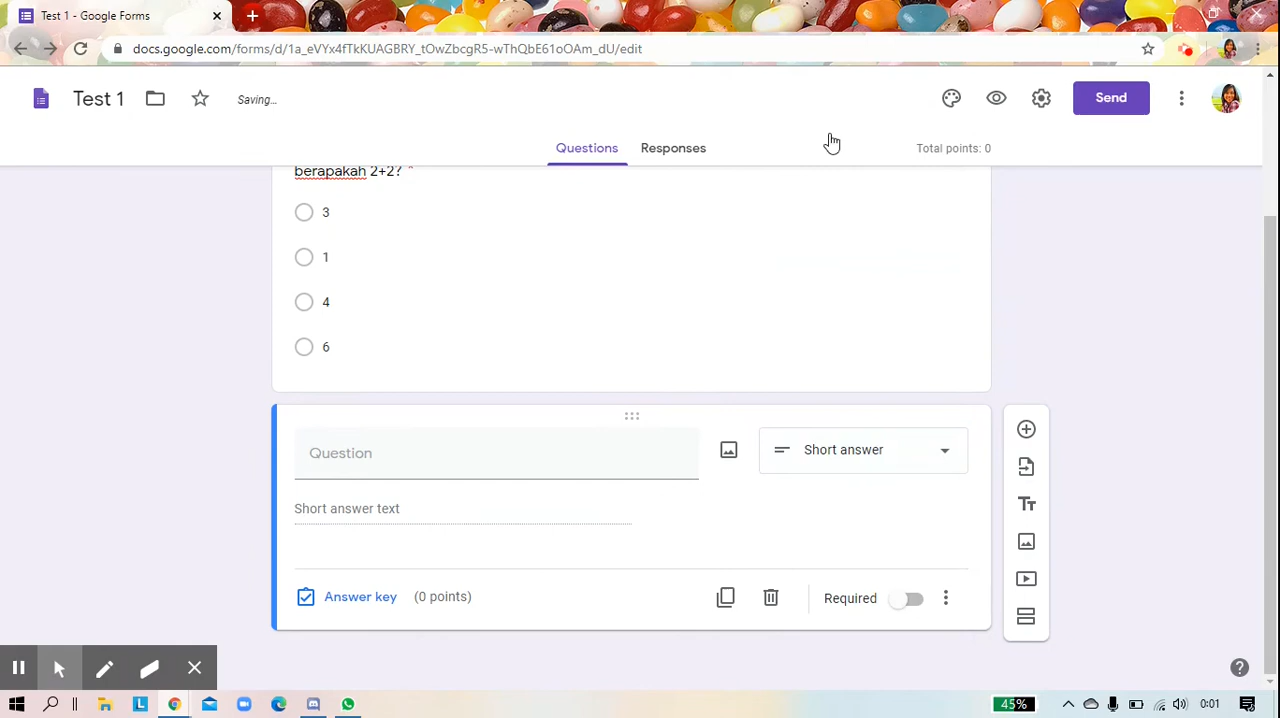 Test 1 - Google Forms
docs.google.com/forms/d/1a_eVYx4fTkKUAGBRY_tOwZbcgR5-wThQbE61oOAm_dU/edit
Test 1
Saving...
Send
Questions
Responses
Total points: 0
berapakah 2+2? *
3
1
4
6
Question
Short answer
Short answer text
Answer key
(0 points)
Required
45%
0:01